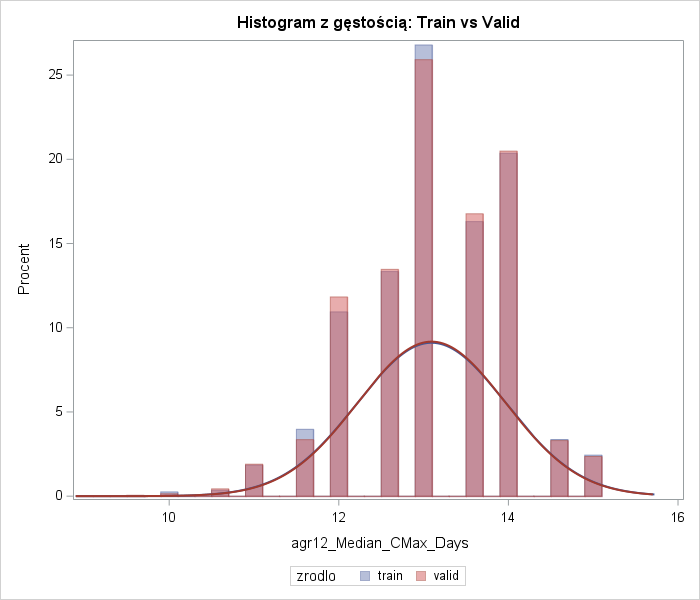 Histogram z gęstością: Train vs Valid
Procent
25
20
15
10
5
0
10 12 14 16
agr12_Median_CMax_Days
zrodlo train valid